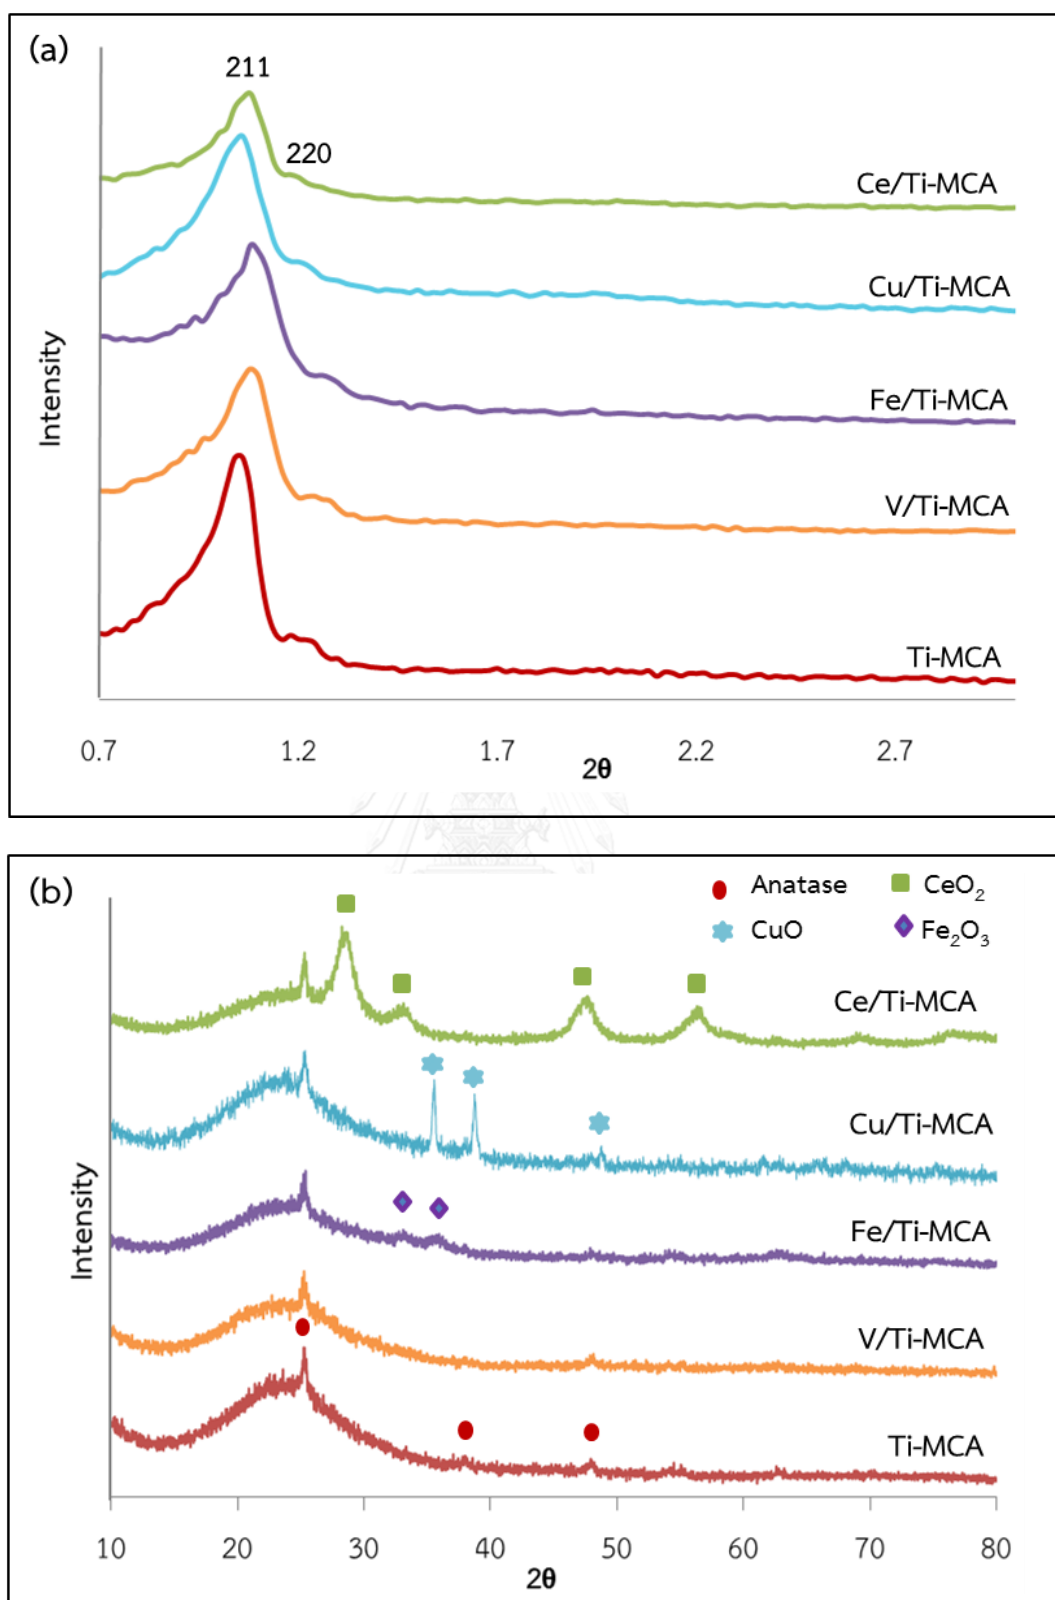 (a)
211
220
Ce/Ti-MCA
Cu/Ti-MCA
Fe/Ti-MCA
V/Ti-MCA
Ti-MCA
Intensity
0.7 1.2 1.7 2.2 2.7
2θ
(b)
Anatase CeO₂
CuO Fe₂O₃
Ce/Ti-MCA
Cu/Ti-MCA
Fe/Ti-MCA
V/Ti-MCA
Ti-MCA
Intensity
10 20 30 40 50 60 70 80
2θ